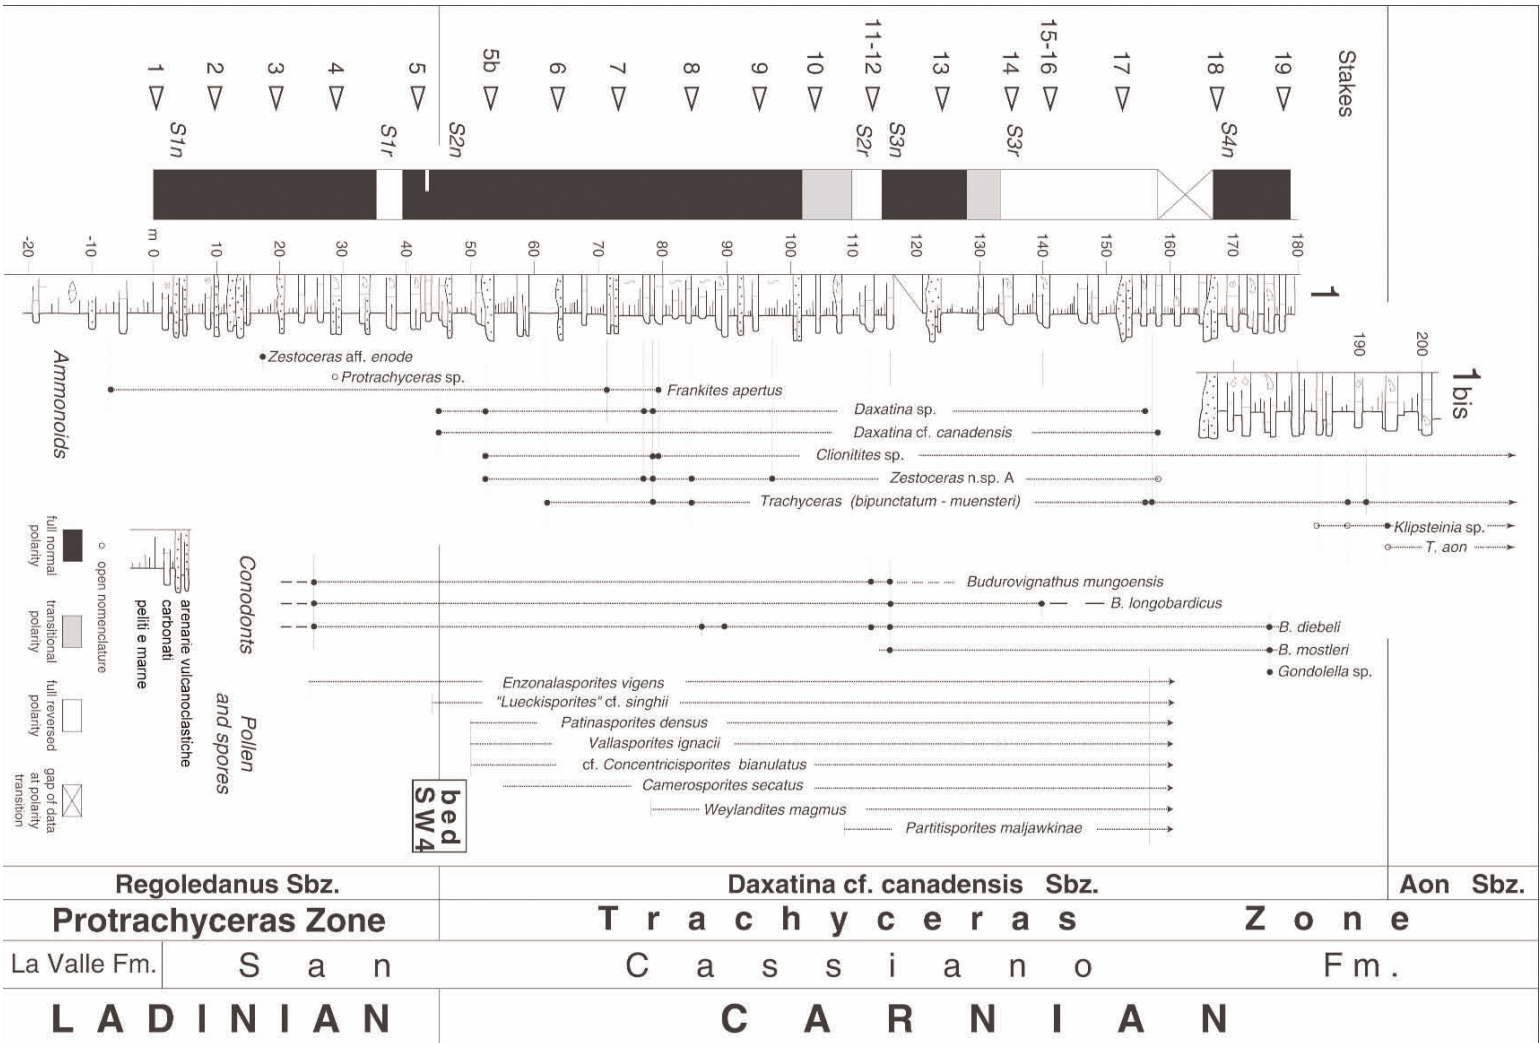 Stakes
1
2
3
4
5
5b
6
7
8
9
10
11-12
13
14
15-16
17
18
19
S1n
S1r
S2n
S2r
S3n
S3r
S4n
-20
-10
m 0
10
20
30
40
50
60
70
80
90
100
110
120
130
140
150
160
170
180
1
190
200
1 bis
Ammonoids
Zestoceras aff. enode
Protrachyceras sp.
Frankites apertus
Daxatina sp.
Daxatina cf. canadensis
Clionitites sp.
Zestoceras n.sp. A
Trachyceras (bipunctatum - muensteri)
Klipsteinia sp.
T. aon
Conodonts
Budurovignathus mungoensis
B. longobardicus
B. diebeli
B. mostleri
Gondolella sp.
Pollen
and spores
Enzonalasporites vigens
"Lueckisporites" cf. singhii
Patinasporites densus
Vallasporites ignacii
cf. Concentricisporites bianulatus
Camerosporites secatus
Weylandites magmus
Partitisporites maljawkinae
full normal
polarity
transitional
polarity
full reversed
polarity
gap of data
at polarity
transition
open nomenclature
arenarie vulcanoclastiche
carbonati
peliti e marne
bed
SW4
Regoledanus Sbz.
Daxatina cf. canadensis Sbz.
Aon Sbz.
Protrachyceras Zone
Trachyceras Zone
La Valle Fm.
San Cassiano Fm.
LADINIAN
CARNIAN